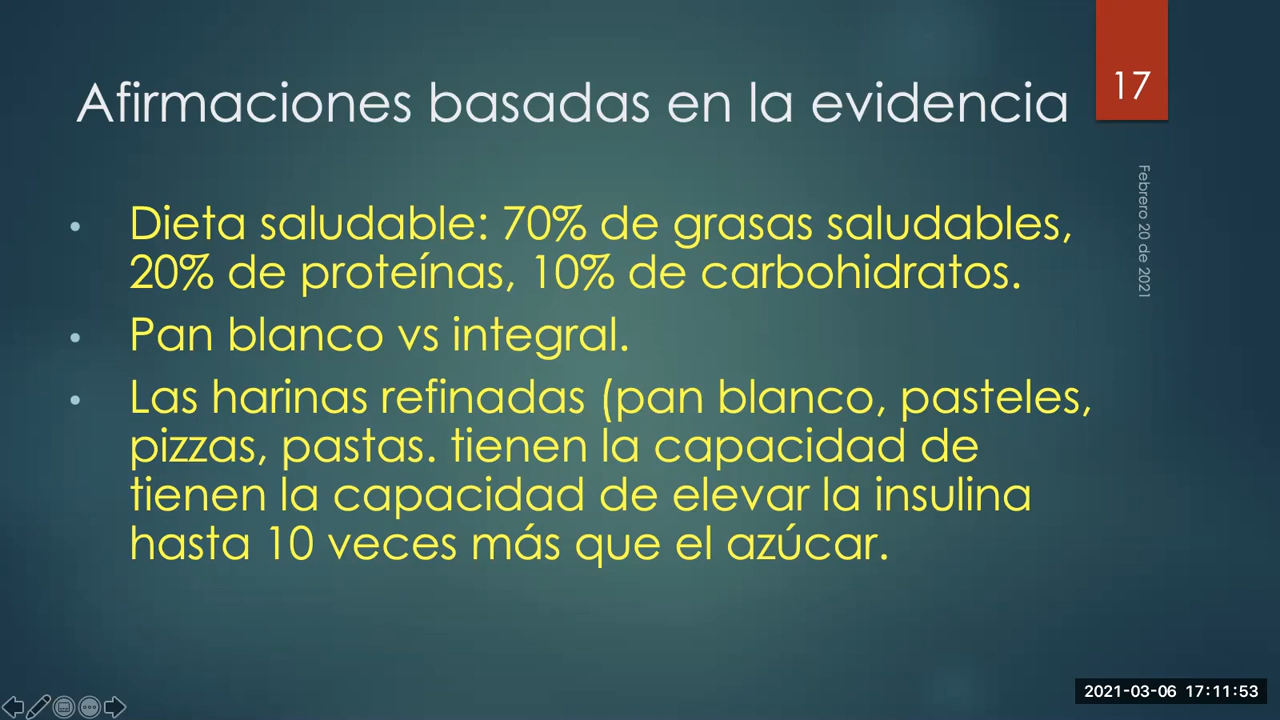 Afirmaciones basadas en la evidencia
17
Febrero 20 de 2021
• Dieta saludable: 70% de grasas saludables,
20% de proteínas, 10% de carbohidratos.
• Pan blanco vs integral.
• Las harinas refinadas (pan blanco, pasteles,
pizzas, pastas. tienen la capacidad de
tienen la capacidad de elevar la insulina
hasta 10 veces más que el azúcar.
2021-03-06 17:11:53